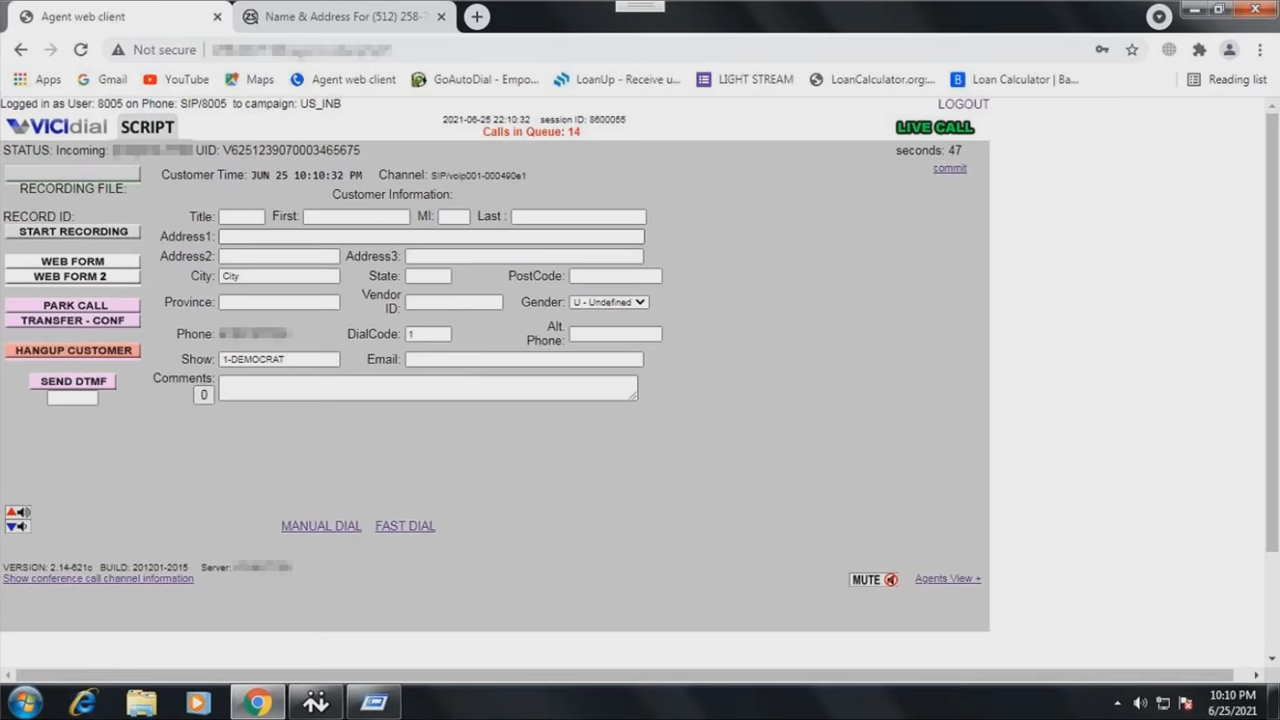 Agent web client
Name & Address For (512) 258-
Not secure
Apps Gmail YouTube Maps Agent web client GoAutoDial - Empo... LoanUp - Receive u... LIGHT STREAM LoanCalculator.org:... Loan Calculator | Ba... Reading list
Logged in as User: 8005 on Phone: SIP/8005 to campaign: US_INB LOGOUT
VICIdial SCRIPT 2021-06-25 22:10:32 session ID: 8600055 LIVE CALL
Calls in Queue: 14
STATUS: Incoming: UID: V6251239070003465675 seconds: 47
Customer Time: JUN 25 10:10:32 PM Channel: SIP/voip001-000490e1 commit
RECORDING FILE: Customer Information:
RECORD ID: Title: First: MI: Last :
START RECORDING Address1:
WEB FORM Address2: Address3:
WEB FORM 2 City: City State: PostCode:
PARK CALL Province: Vendor ID: Gender: U - Undefined
TRANSFER - CONF
Phone: DialCode: 1 Alt. Phone:
HANGUP CUSTOMER Show: 1-DEMOCRAT Email:
SEND DTMF Comments:
0
MANUAL DIAL FAST DIAL
VERSION: 2.14-621c BUILD: 201201-2015 Server:
Show conference call channel information MUTE Agents View +
10:10 PM
6/25/2021